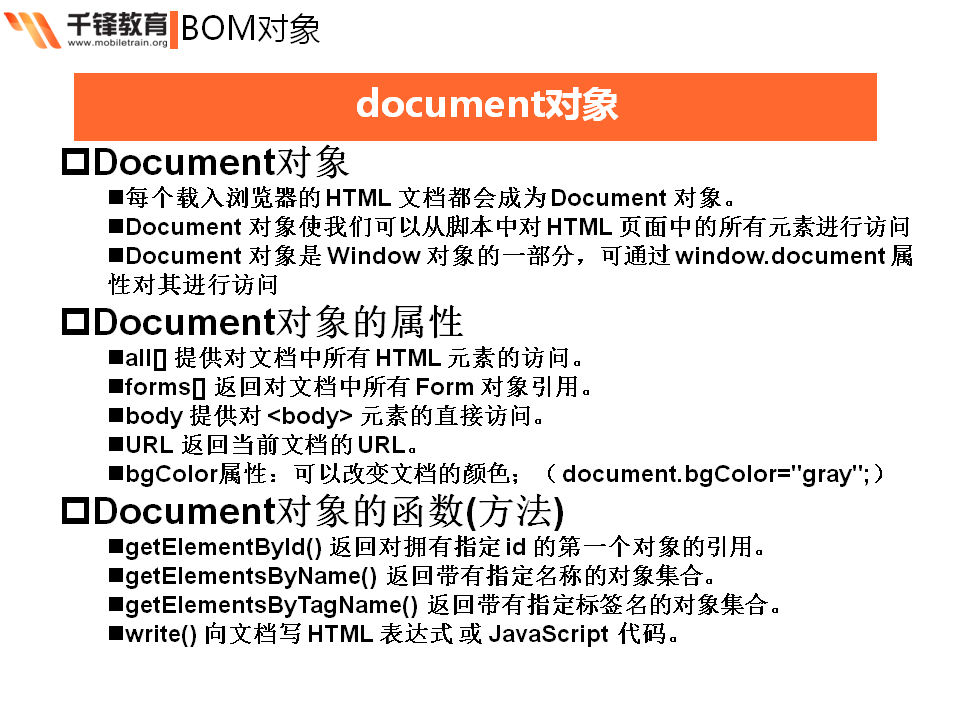 千锋教育
www.mobiletrain.org
BOM对象
document对象
Document对象
■每个载入浏览器的 HTML 文档都会成为 Document 对象。
■Document 对象使我们可以从脚本中对 HTML 页面中的所有元素进行访问
■Document 对象是 Window 对象的一部分，可通过 window.document 属
性对其进行访问
Document对象的属性
■all[] 提供对文档中所有 HTML 元素的访问。
■forms[] 返回对文档中所有 Form 对象引用。
■body 提供对 <body> 元素的直接访问。
■URL 返回当前文档的 URL。
■bgColor属性：可以改变文档的颜色；（document.bgColor="gray";）
Document对象的函数(方法)
■getElementById() 返回对拥有指定 id 的第一个对象的引用。
■getElementsByName() 返回带有指定名称的对象集合。
■getElementsByTagName() 返回带有指定标签名的对象集合。
■write() 向文档写 HTML 表达式 或 JavaScript 代码。